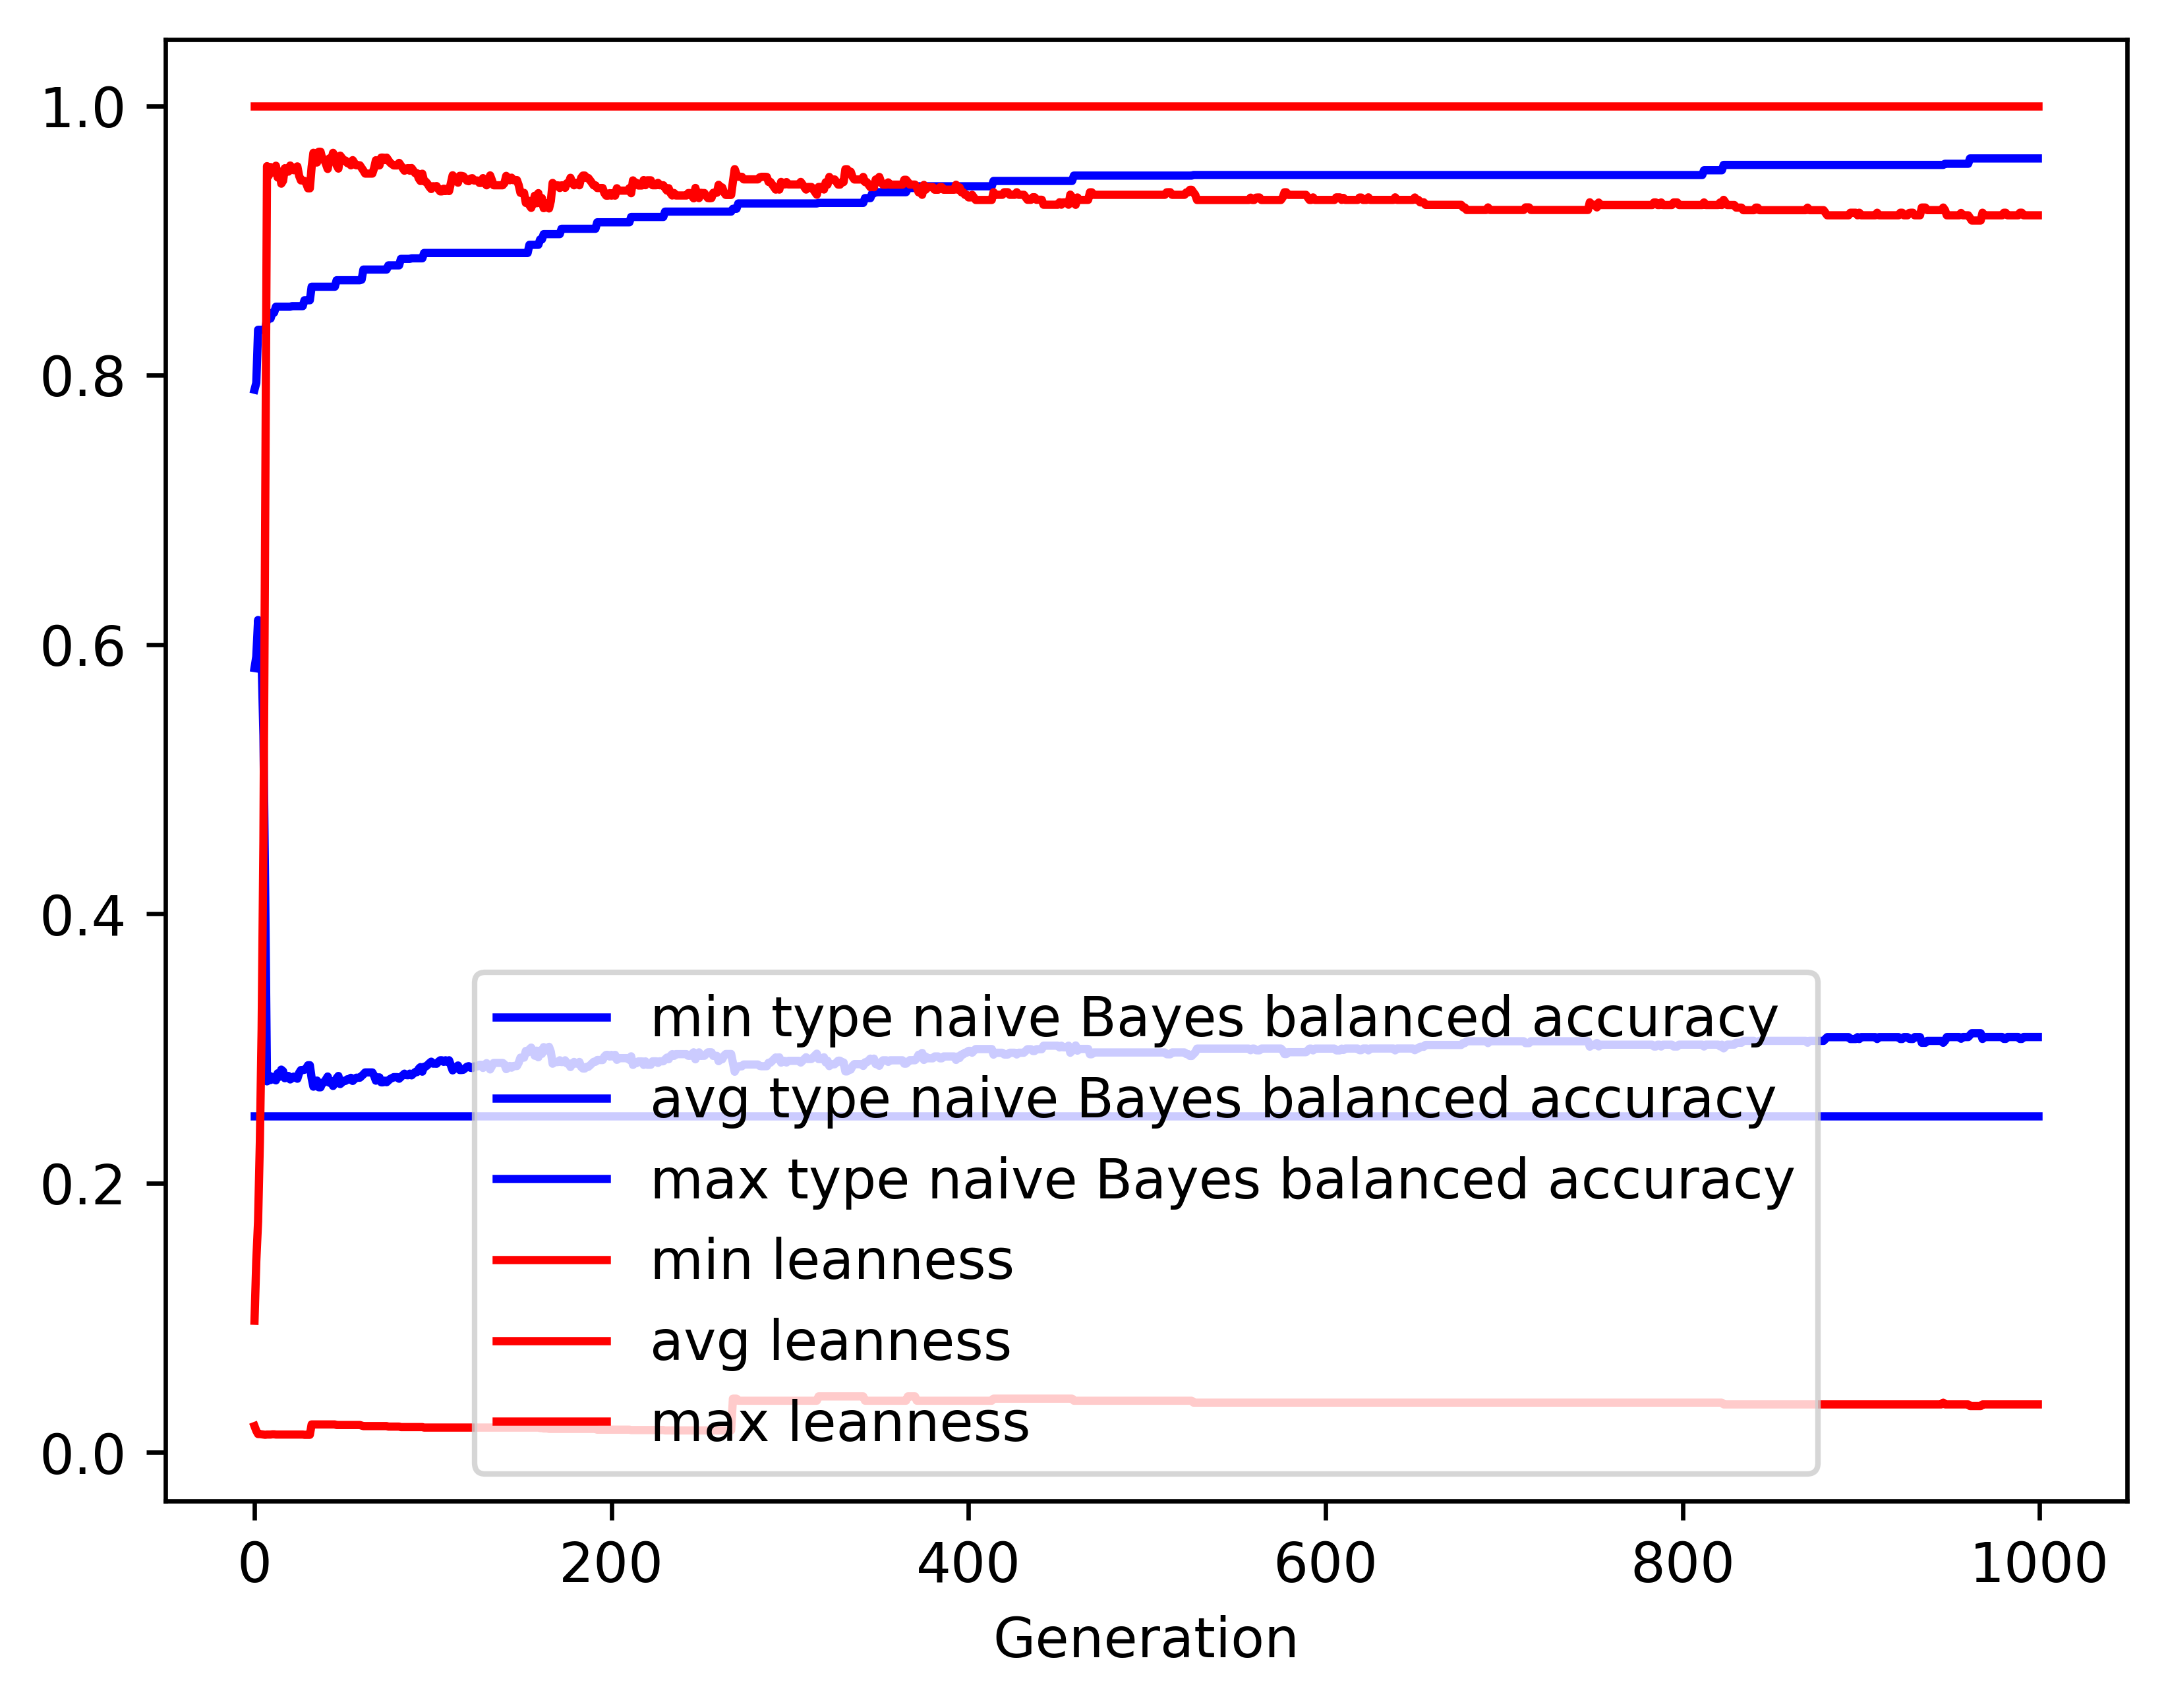 1.0
0.8
0.6
0.4
0.2
0.0
min type naive Bayes balanced accuracy
avg type naive Bayes balanced accuracy
max type naive Bayes balanced accuracy
min leanness
avg leanness
max leanness
0 200 400 600 800 1000
Generation